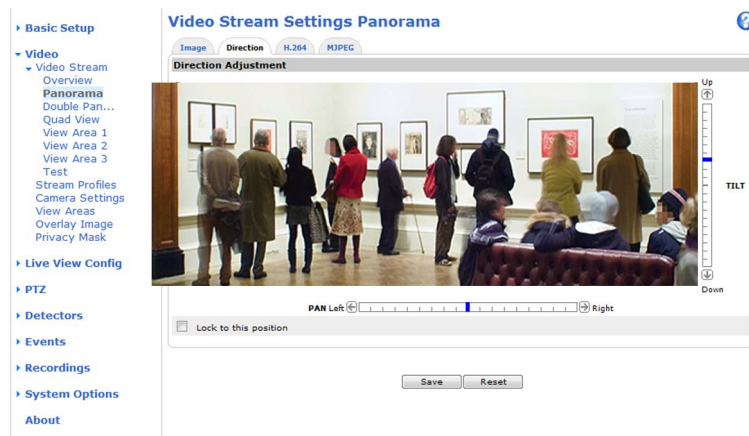 Basic Setup
Video
Video Stream
Overview
Panorama
Double Pan...
Quad View
View Area 1
View Area 2
View Area 3
Test
Stream Profiles
Camera Settings
View Areas
Overlay Image
Privacy Mask
Live View Config
PTZ
Detectors
Events
Recordings
System Options
About
Video Stream Settings Panorama
Image
Direction
H.264
MJPEG
Direction Adjustment
Up
TILT
Down
PAN Left
Right
Lock to this position
Save
Reset